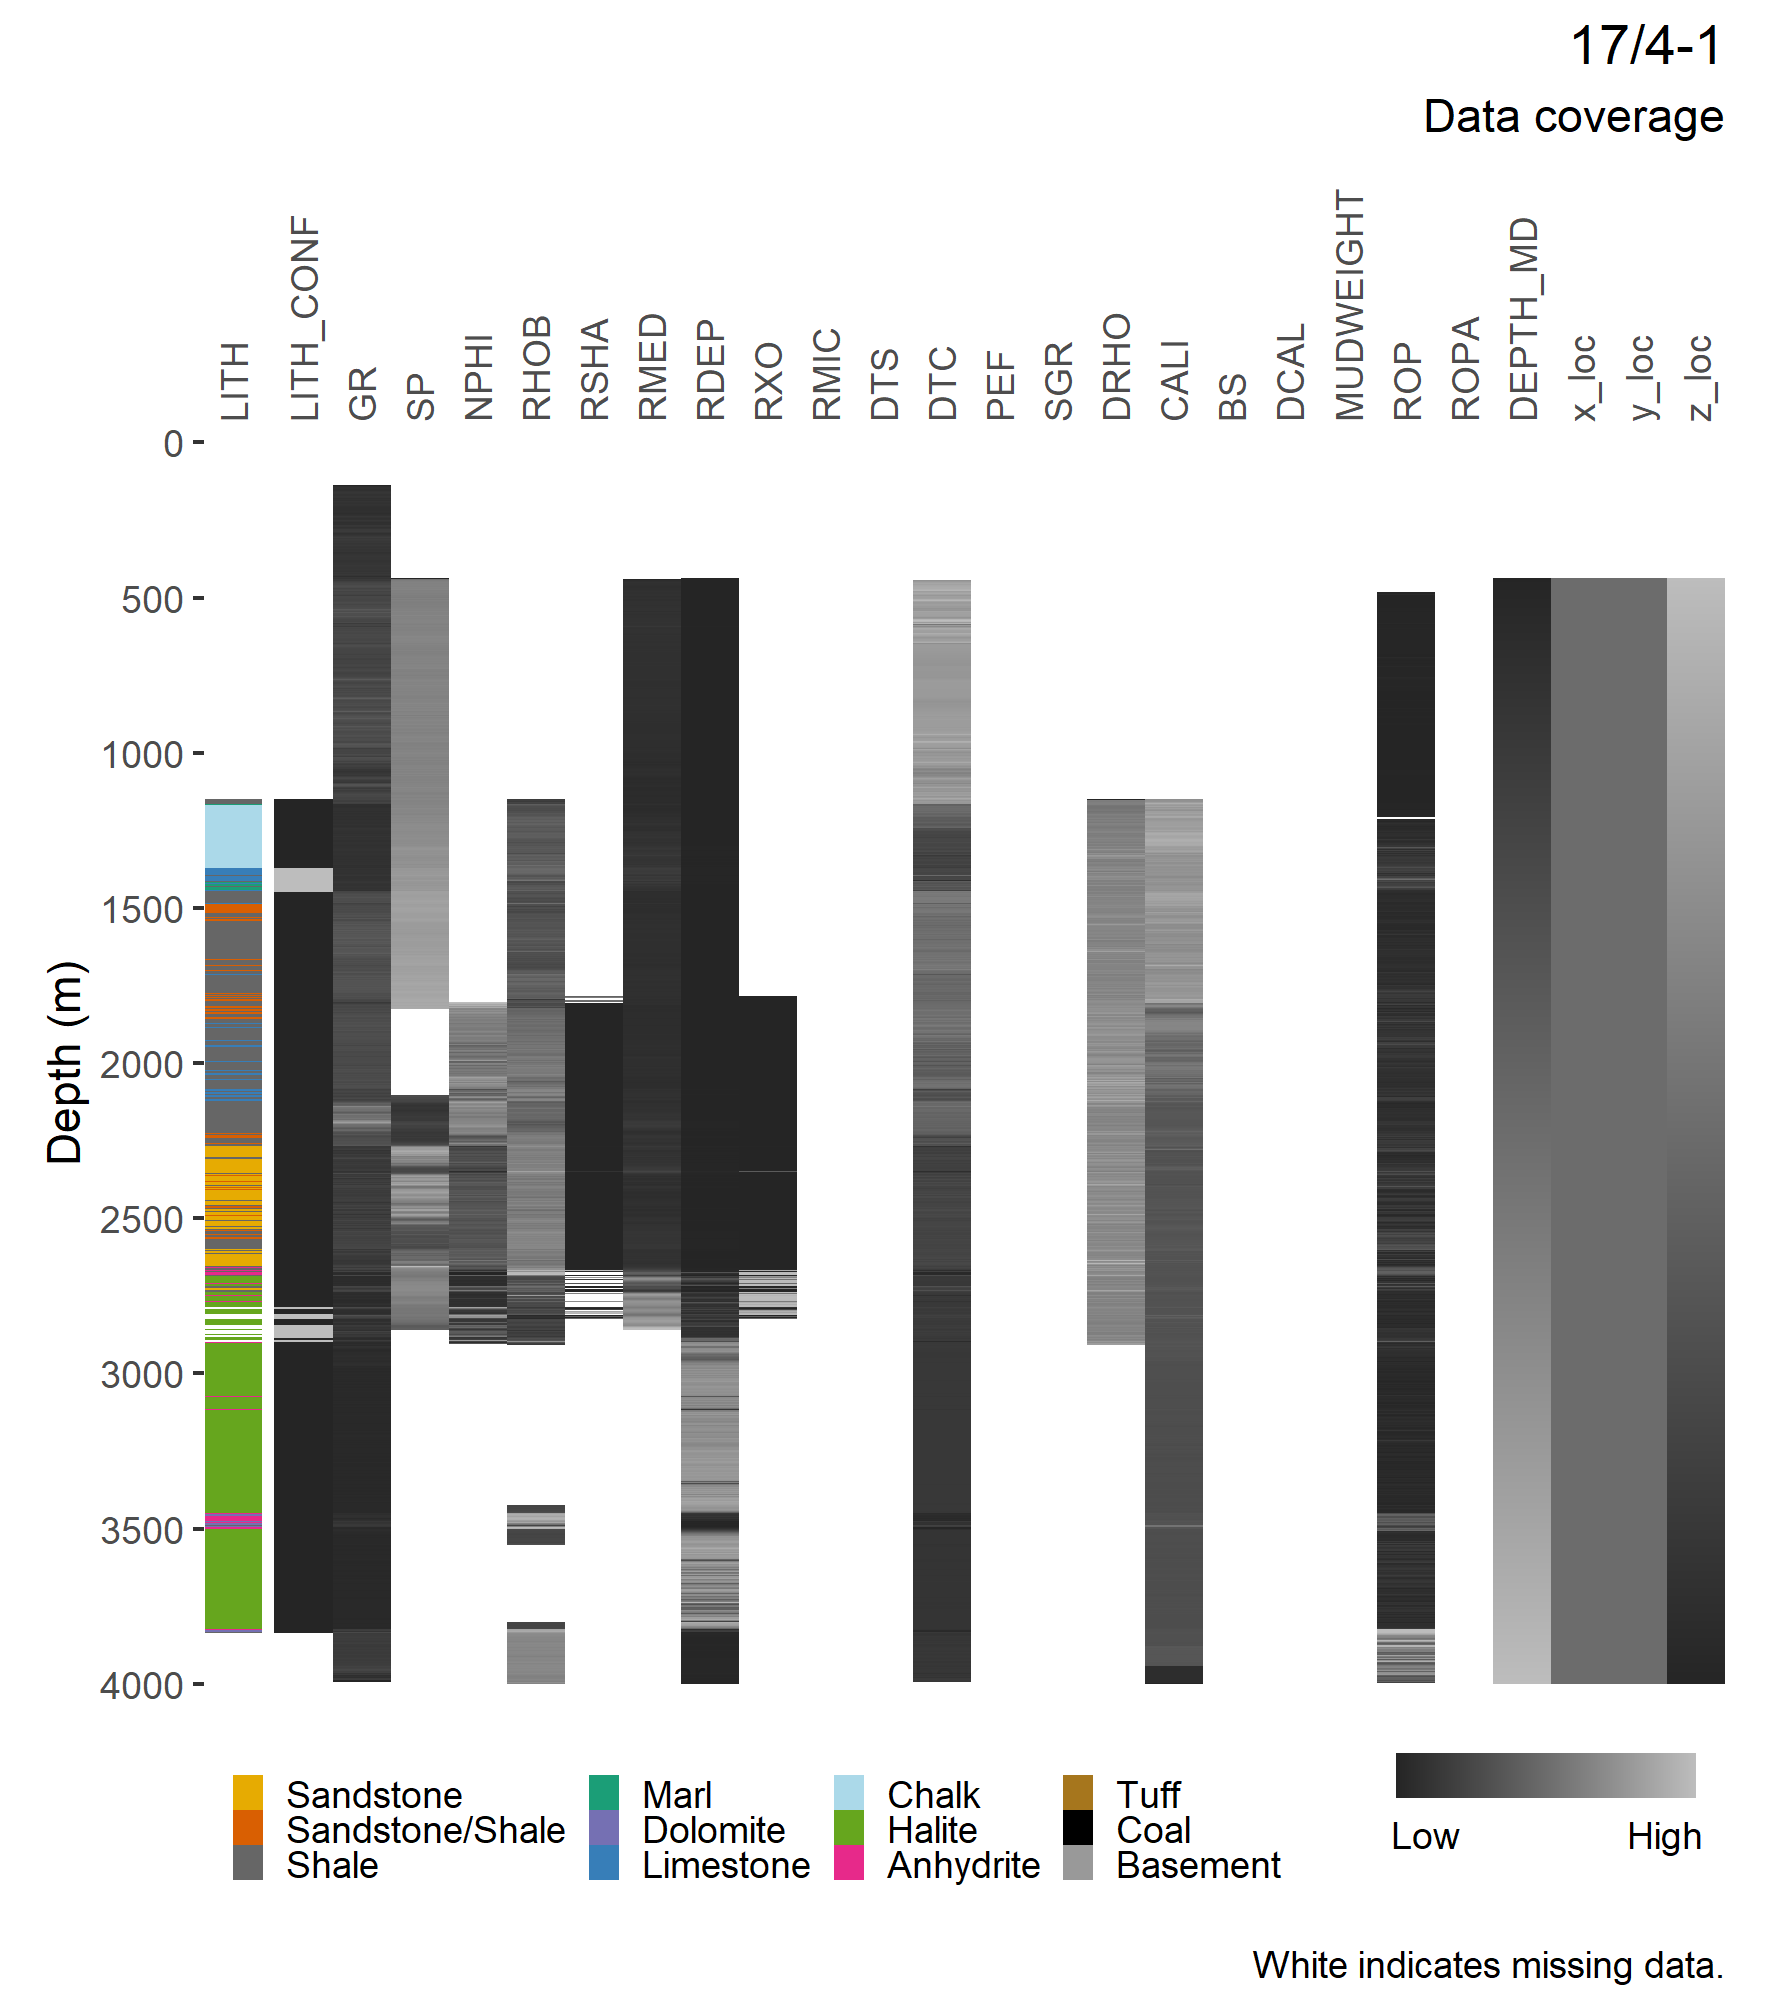 17/4-1
Data coverage
LITH
LITH_CONF
GR
SP
NPHI
RHOB
RSHA
RMED
RDEP
RXO
RMIC
DTS
DTC
PEF
SGR
DRHO
CALI
BS
DCAL
MUDWEIGHT
ROP
ROPA
DEPTH_MD
x_loc
y_loc
z_loc
Depth (m)
0
500
1000
1500
2000
2500
3000
3500
4000
Sandstone
Sandstone/Shale
Shale
Marl
Dolomite
Limestone
Chalk
Halite
Anhydrite
Tuff
Coal
Basement
Low High
White indicates missing data.